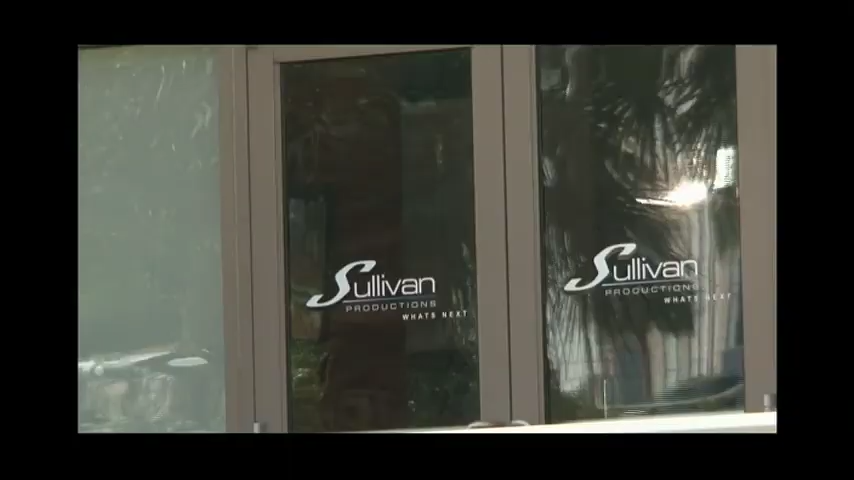 Sullivan
PRODUCTIONS
WHATS NEXT
Sullivan
PRODUCTIONS
WHATS NEXT